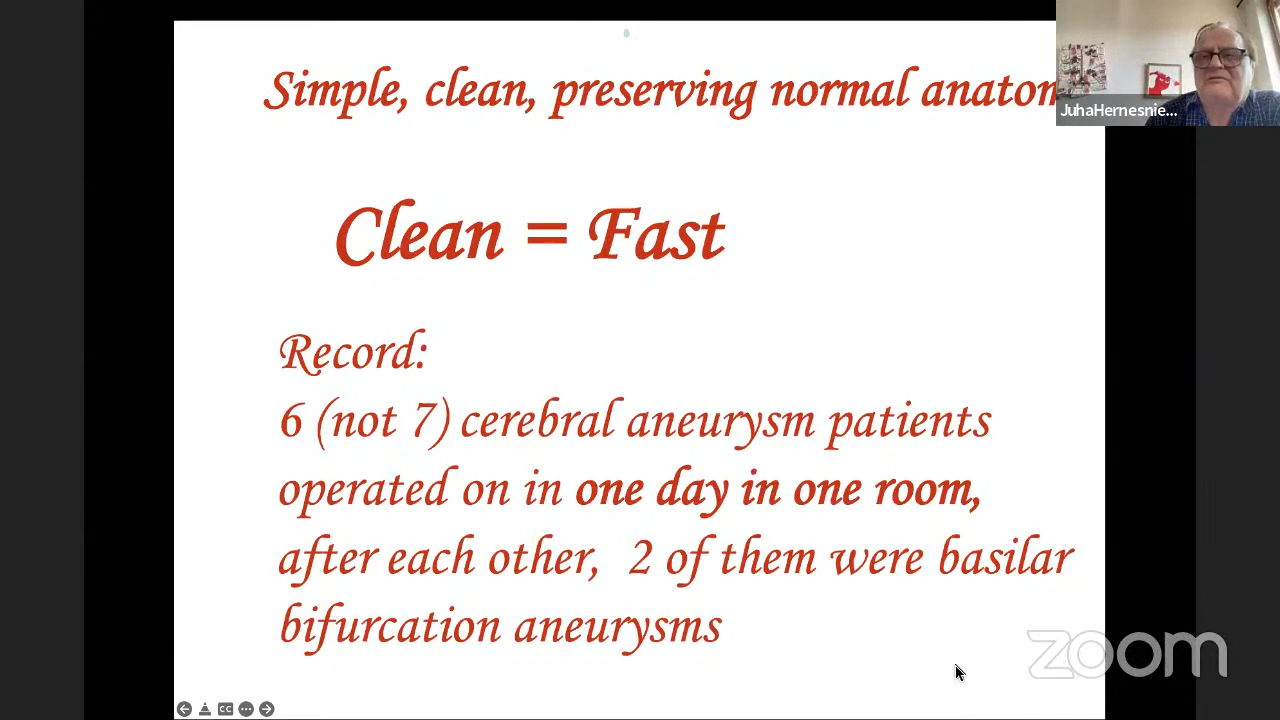 Simple, clean, preserving normal anatom
JuhaHernesnie...
Clean = Fast
Record:
6 (not 7) cerebral aneurysm patients
operated on in one day in one room,
after each other, 2 of them were basilar
bifurcation aneurysms
zoom
CC